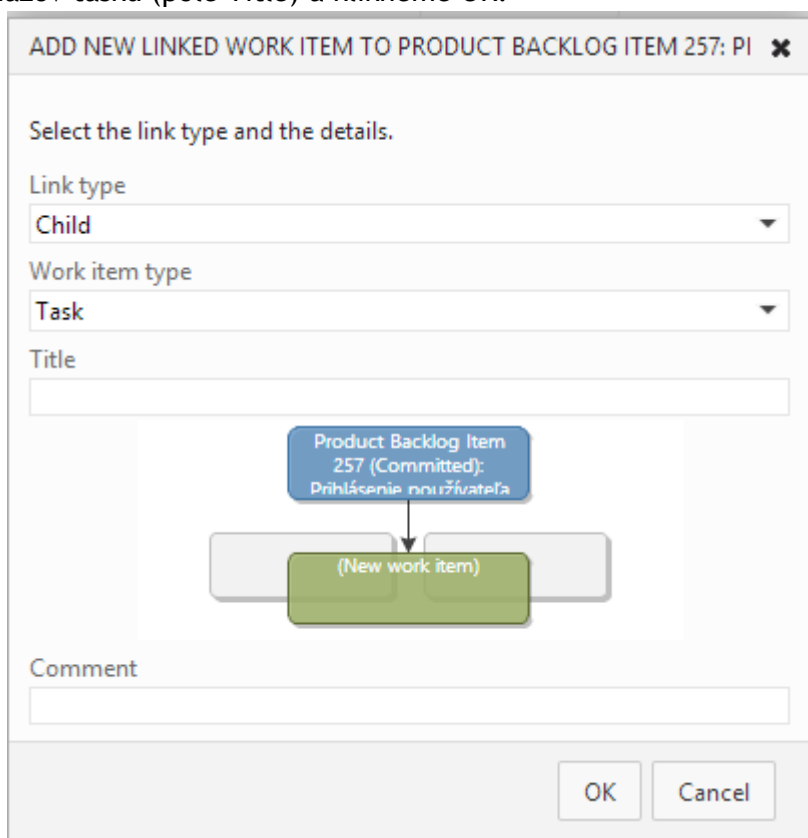 ADD NEW LINKED WORK ITEM TO PRODUCT BACKLOG ITEM 257:
Select the link type and the details.
Link type
Child
Work item type
Task
Title
Product Backlog Item
257 (Committed):
Prihlásenie používateľa
(New work item)
Comment
OK Cancel